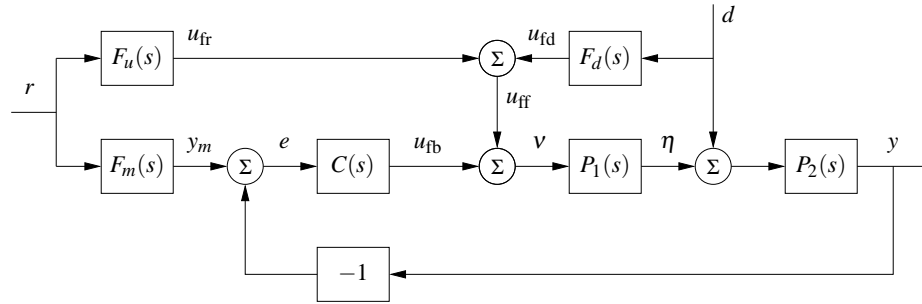 d
u_fr
u_fd
F_u(s)
Σ
F_d(s)
r
u_ff
y_m
e
u_fb
ν
η
y
F_m(s)
Σ
C(s)
Σ
P_1(s)
Σ
P_2(s)
−1